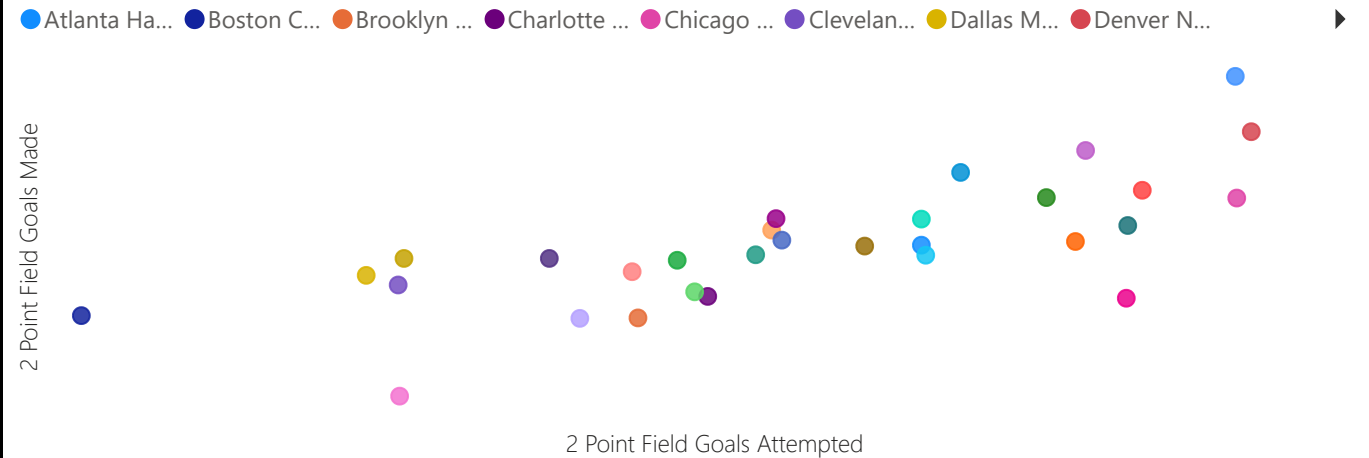 Atlanta Ha... Boston C... Brooklyn ... Charlotte ... Chicago ... Clevelan... Dallas M... Denver N...
2 Point Field Goals Made
2 Point Field Goals Attempted